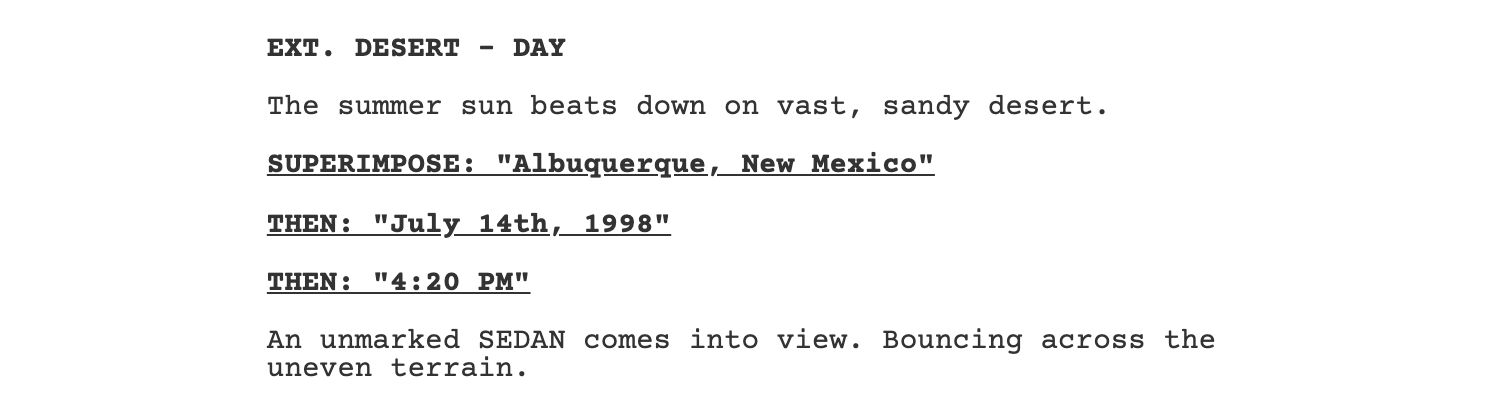 EXT. DESERT - DAY
The summer sun beats down on vast, sandy desert.
SUPERIMPOSE: "Albuquerque, New Mexico"
THEN: "July 14th, 1998"
THEN: "4:20 PM"
An unmarked SEDAN comes into view. Bouncing across the
uneven terrain.